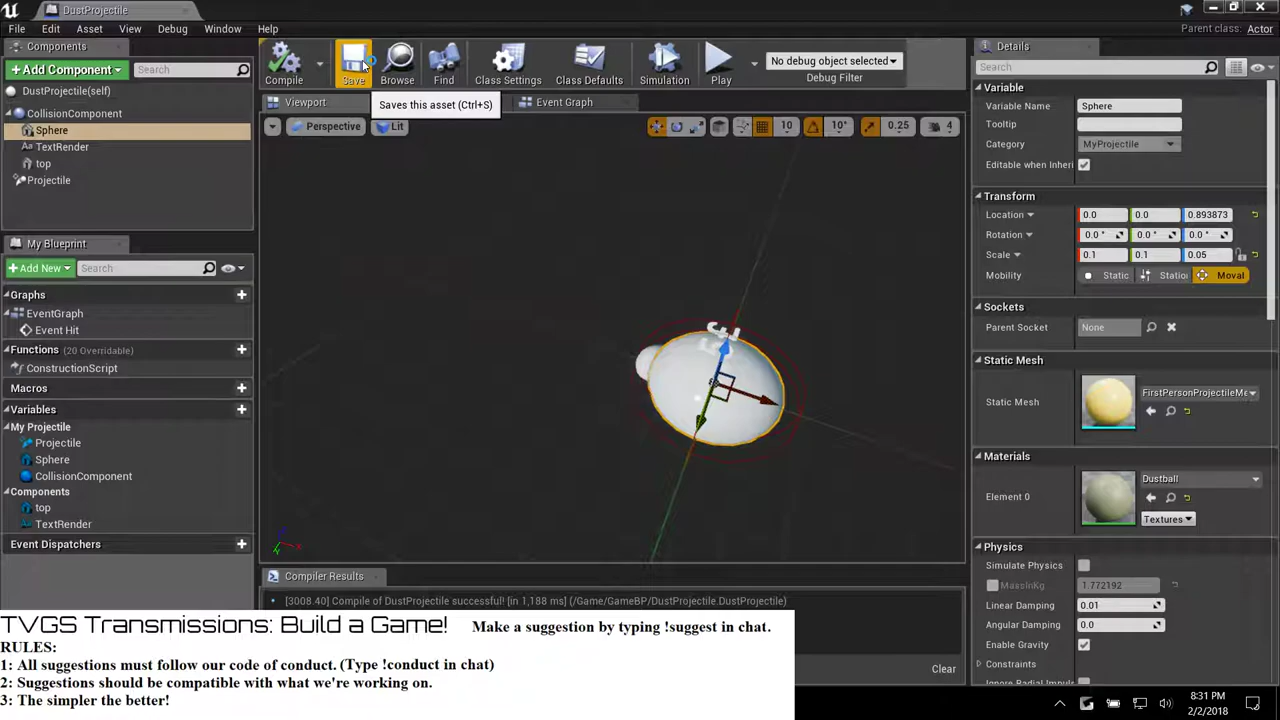 DustProjectile
File Edit Asset View Debug Window Help
Parent class: Actor
Components
Add Component
Search
DustProjectile(self)
CollisionComponent
Sphere
TextRender
top
Projectile
My Blueprint
Add New
Search
Graphs
EventGraph
Event Hit
Functions (20 Overridable)
ConstructionScript
Macros
Variables
My Projectile
Projectile
Sphere
CollisionComponent
Components
top
TextRender
Event Dispatchers
Compile Save Browse Find Class Settings Class Defaults Simulation Play
No debug object selected
Debug Filter
Saves this asset (Ctrl+S)
Viewport Event Graph
Perspective Lit 10 10° 0.25 4
Compiler Results
[3008.40] Compile of DustProjectile successful! [in 1,188 ms] (/Game/GameBP/DustProjectile.DustProjectile)
Clear
Details
Search
Variable
Variable Name Sphere
Tooltip
Category MyProjectile
Editable when Inheri
Transform
Location 0.0 0.0 0.893873
Rotation 0.0 ° 0.0 ° 0.0 °
Scale 0.1 0.1 0.05
Mobility Static Station Moval
Sockets
Parent Socket None
Static Mesh
Static Mesh FirstPersonProjectileMe
Materials
Element 0 Dustball
Textures
Physics
Simulate Physics
MassInKg 1.772192
Linear Damping 0.01
Angular Damping 0.0
Enable Gravity
Constraints
Ignore Radial Impuls
TVGS Transmissions: Build a Game! Make a suggestion by typing !suggest in chat.
RULES:
1: All suggestions must follow our code of conduct. (Type !conduct in chat)
2: Suggestions should be compatible with what we're working on.
3: The simpler the better!
8:31 PM
2/2/2018